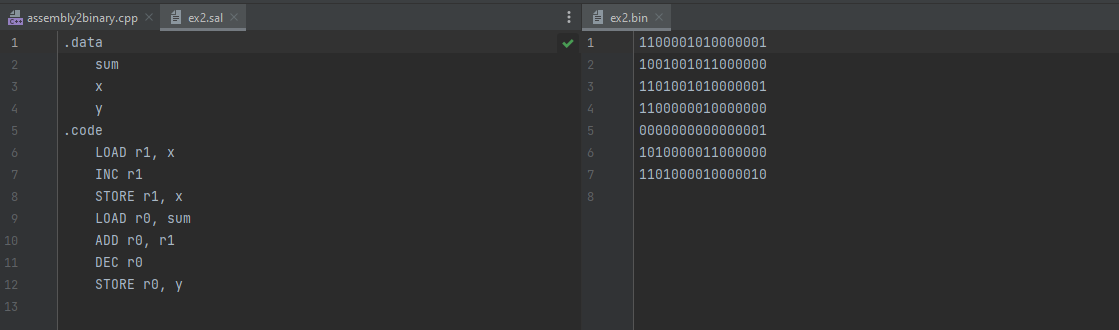 assembly2binary.cpp
ex2.sal
ex2.bin
1 .data
2 sum
3 x
4 y
5 .code
6 LOAD r1, x
7 INC r1
8 STORE r1, x
9 LOAD r0, sum
10 ADD r0, r1
11 DEC r0
12 STORE r0, y
13
1 1100001010000001
2 1001001011000000
3 1101001010000001
4 1100000010000000
5 0000000000000001
6 1010000011000000
7 1101000010000010
8